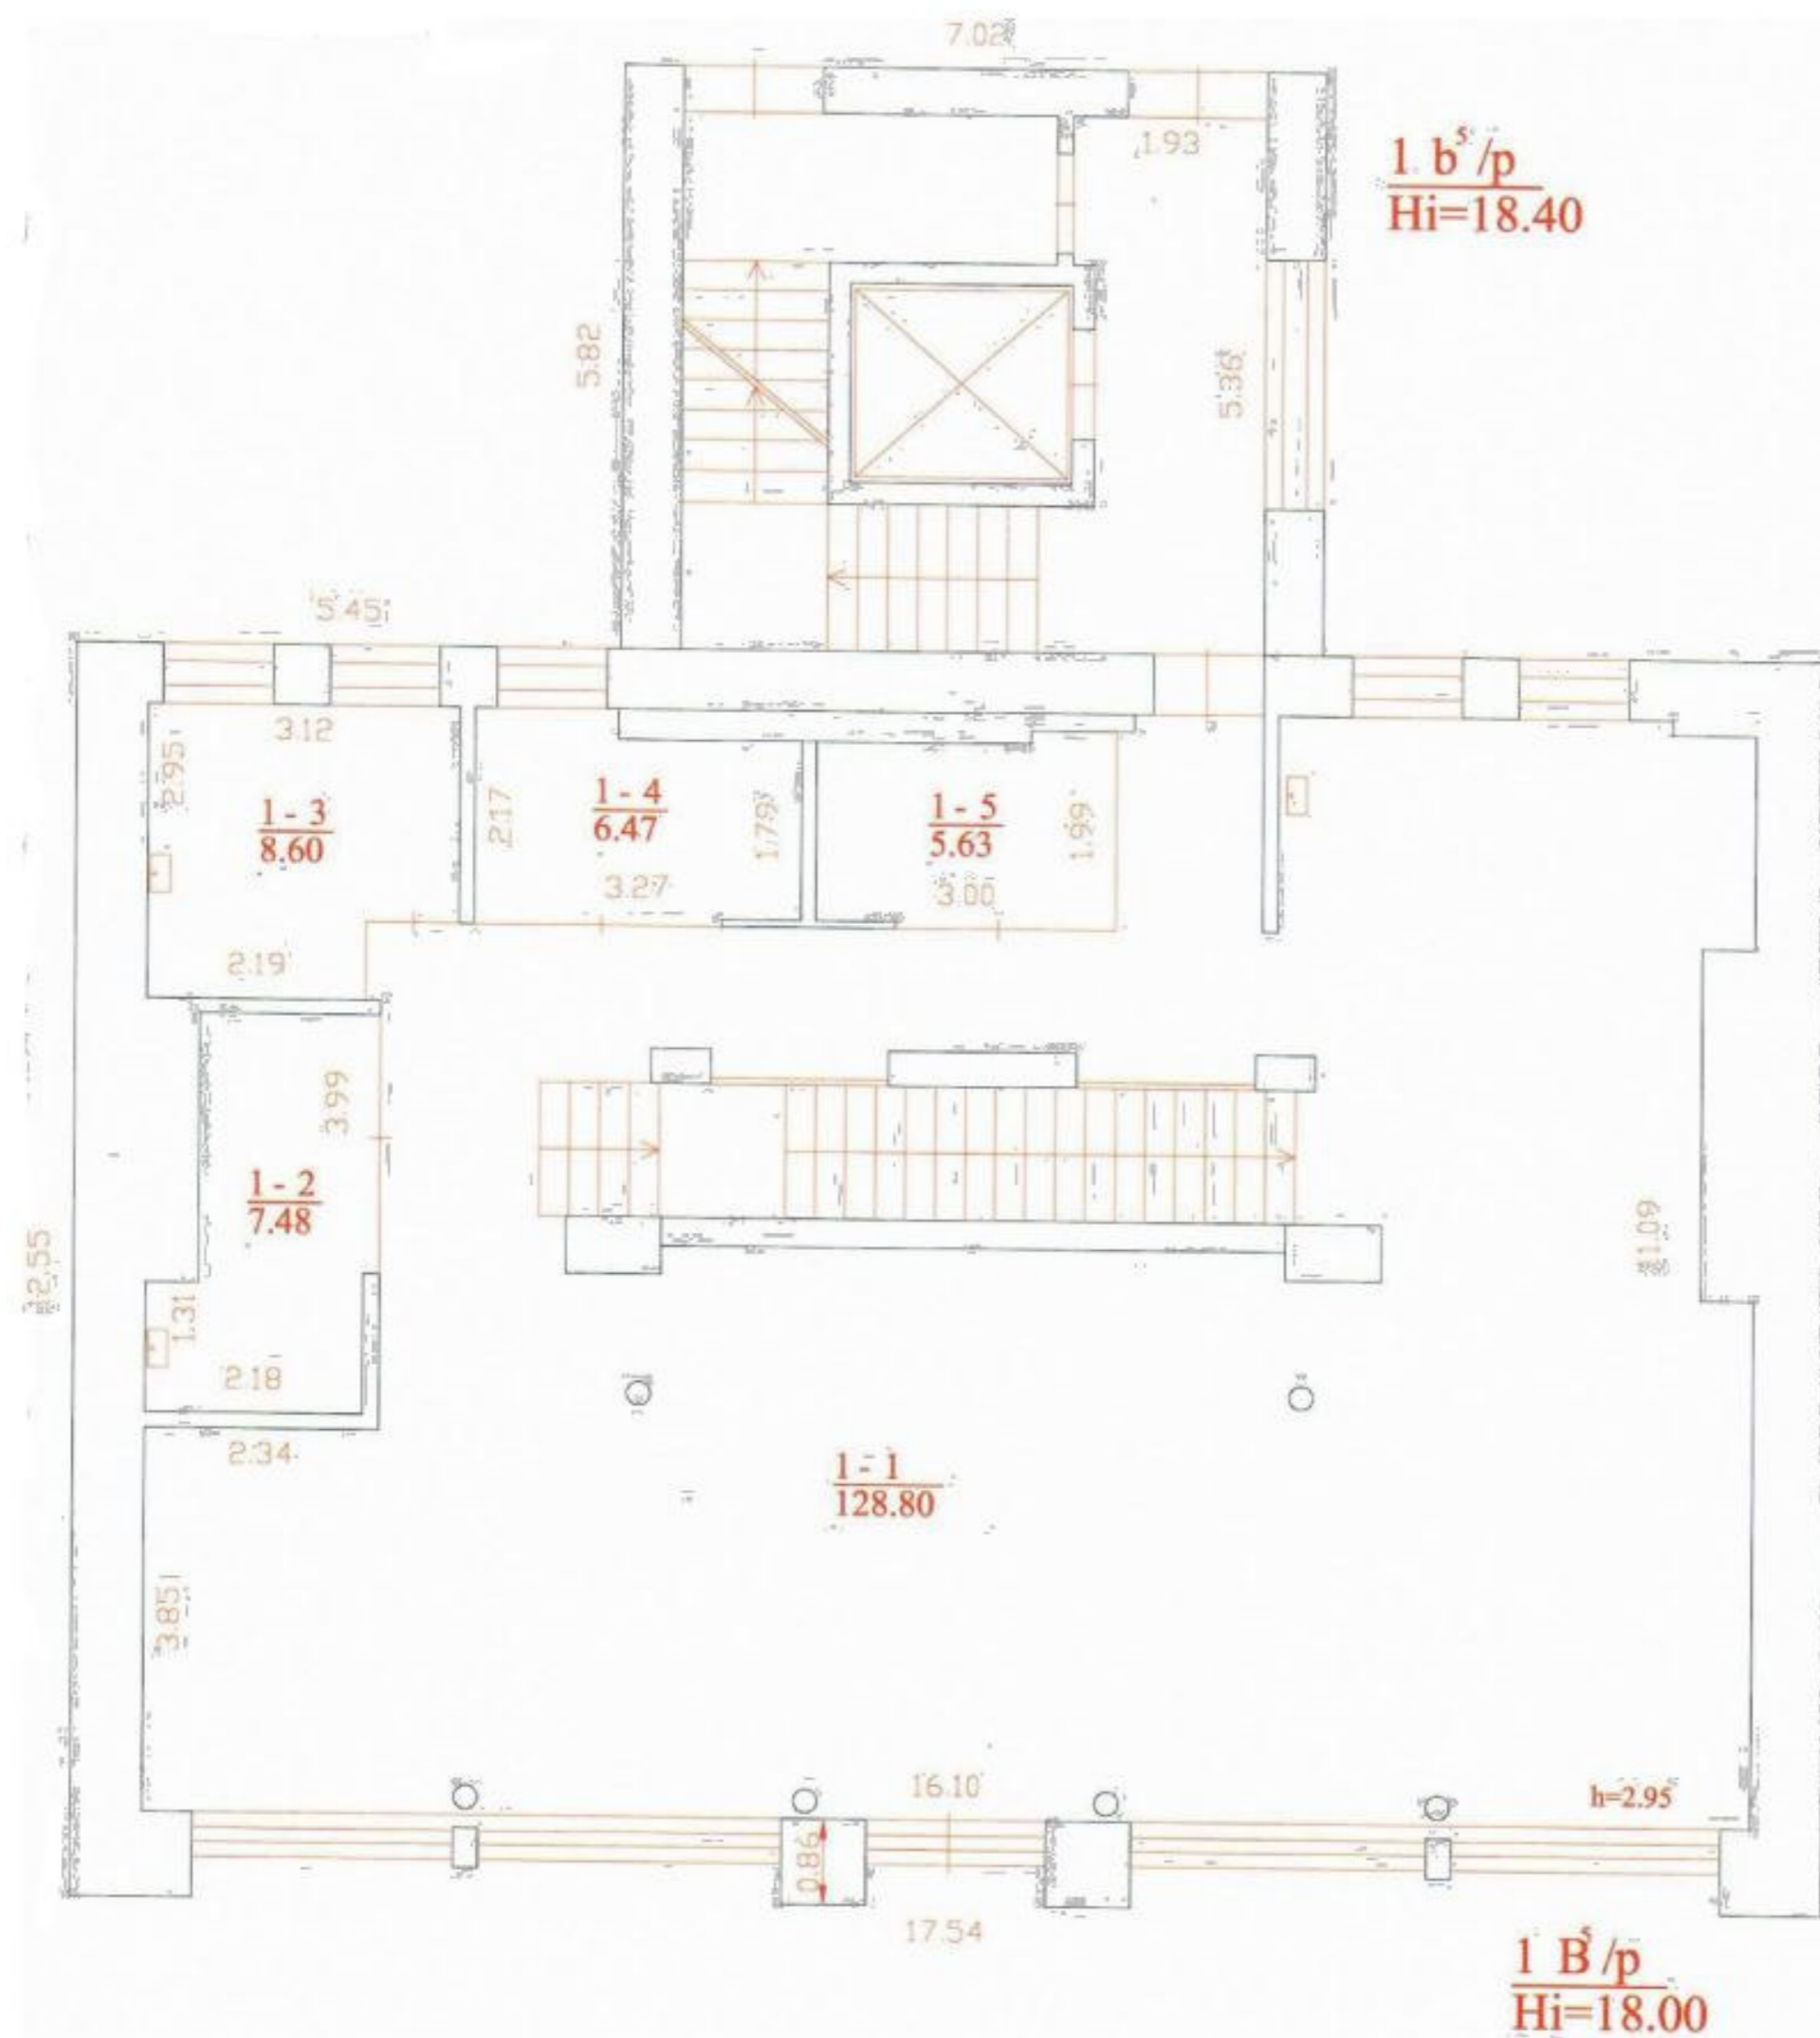 7.02
1.93
1 b⁵/p
Hi=18.40
5.82
5.36
5.45
3.12
2.95
1 - 3
8.60
2.17
1 - 4
6.47
1.79
3.27
1 - 5
5.63
1.99
3.00
2.19
3.99
1 - 2
7.48
12.55
11.09
1.31
2.18
2.34
1 - 1
128.80
3.85
16.10
h=2.95
0.86
17.54
1 B⁵/p
Hi=18.00